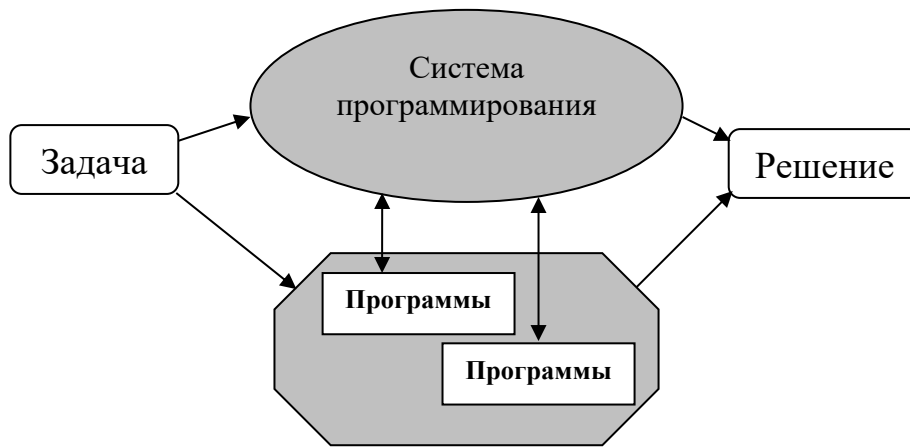 Система
программирования
Задача
Решение
Программы
Программы